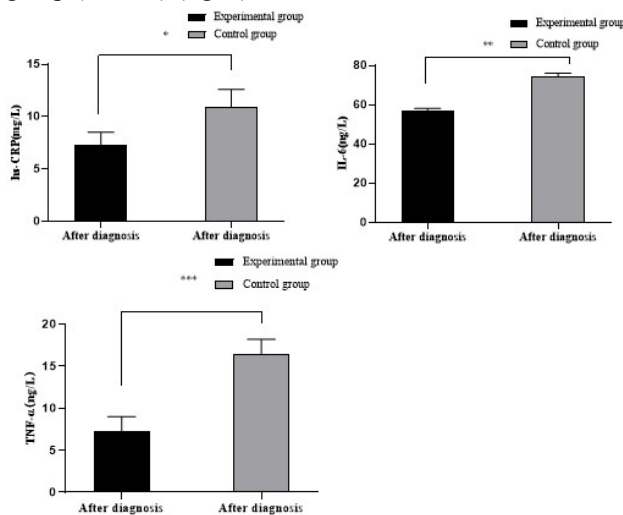 Experimental group
Control group
*
hs-CRP(mg/L)
15
10
5
0
After diagnosis After diagnosis
Experimental group
Control group
**
IL-6(ng/L)
80
60
40
20
0
After diagnosis After diagnosis
Experimental group
Control group
***
TNF-α(ng/L)
20
15
10
5
0
After diagnosis After diagnosis